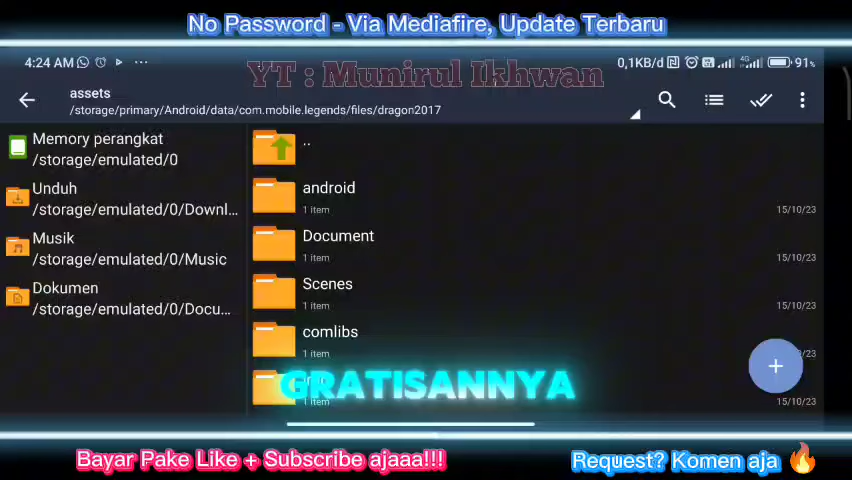 No Password - Via Mediafire, Update Terbaru
4:24 AM
0,1KB/d
4G
91%
YT : Munirul Ikhwan
assets
/storage/primary/Android/data/com.mobile.legends/files/dragon2017
Memory perangkat
/storage/emulated/0
Unduh
/storage/emulated/0/Downl...
Musik
/storage/emulated/0/Music
Dokumen
/storage/emulated/0/Docu...
..
android
1 item
15/10/23
Document
1 item
15/10/23
Scenes
1 item
15/10/23
comlibs
1 item
15/10/23
GRATISANNYA
1 item
15/10/23
Bayar Pake Like + Subscribe ajaaa!!!
Request? Komen aja 🔥